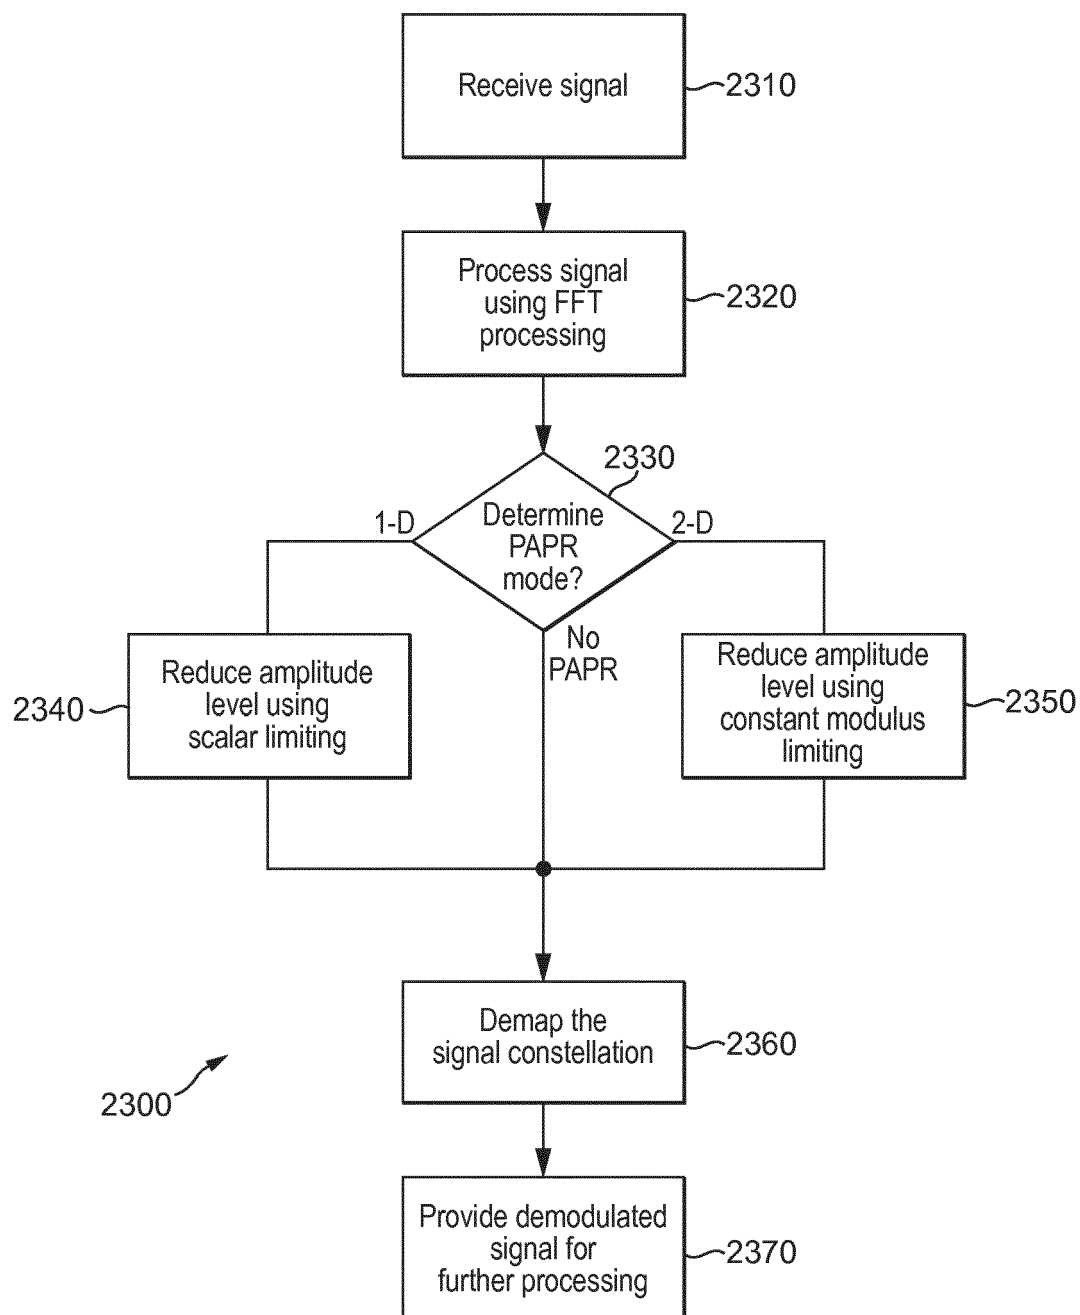 Receive signal
2310
Process signal
using FFT
processing
2320
2330
1-D
Determine
PAPR
mode?
2-D
No
PAPR
2340
Reduce amplitude
level using
scalar limiting
Reduce amplitude
level using
constant modulus
limiting
2350
Demap the
signal constellation
2360
2300
Provide demodulated
signal for
further processing
2370